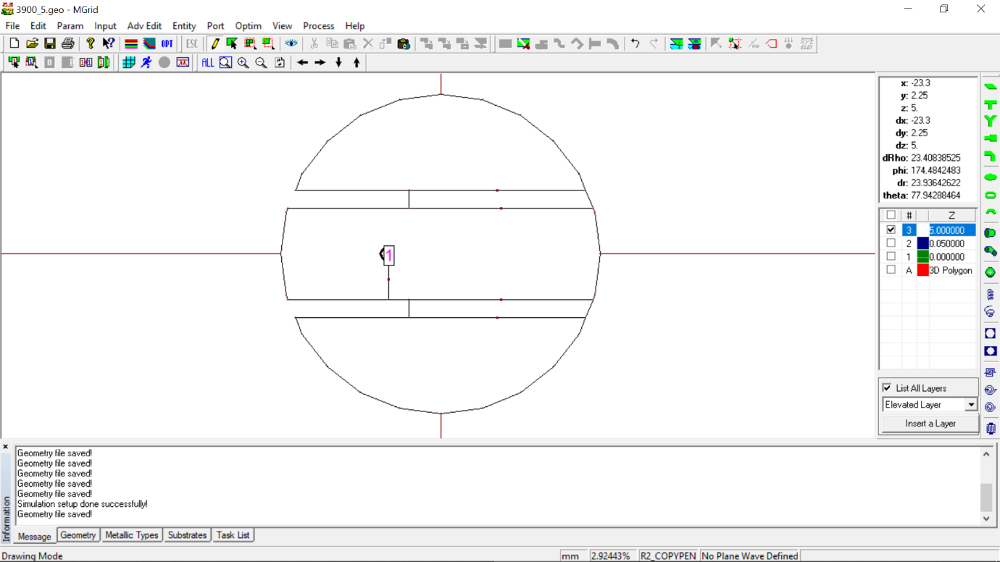 3900_5.geo - MGrid
File Edit Param Input Adv Edit Entity Port Optim View Process Help
ESC
OPT
ALL
x: -23.3
y: 2.25
z: 5.
dx: -23.3
dy: 2.25
dz: 5.
dRho: 23.40838525
phi: 174.4842483
dr: 23.93642622
theta: 77.94288464
# Z
3 5.000000
2 0.050000
1 0.000000
A 3D Polygon
1
List All Layers
Elevated Layer
Insert a Layer
Information
Geometry file saved!
Geometry file saved!
Geometry file saved!
Geometry file saved!
Geometry file saved!
Simulation setup done successfully!
Geometry file saved!
Message Geometry Metallic Types Substrates Task List
Drawing Mode mm 2.92443% R2_COPYPEN No Plane Wave Defined